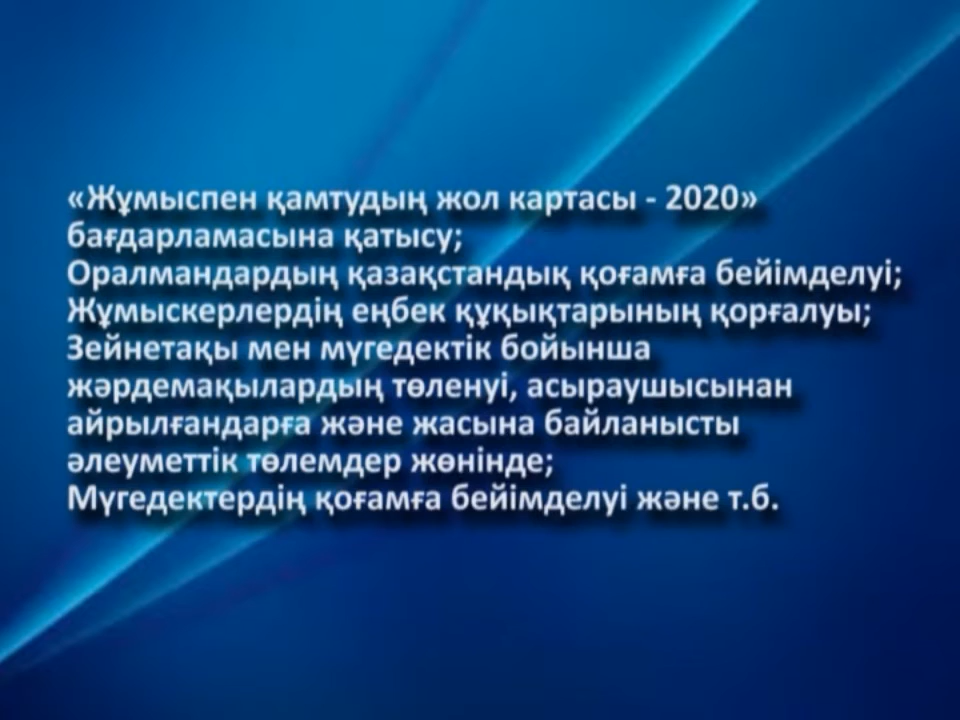 «Жұмыспен қамтудың жол картасы - 2020»
бағдарламасына қатысу;
Оралмандардың қазақстандық қоғамға бейімделуі;
Жұмыскерлердің еңбек құқықтарының қорғалуы;
Зейнетақы мен мүгедектік бойынша
жәрдемақылардың төленуі, асыраушысынан
айрылғандарға және жасына байланысты
әлеуметтік төлемдер жөнінде;
Мүгедектердің қоғамға бейімделуі және т.б.